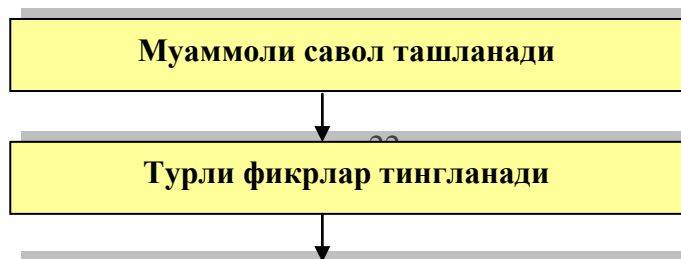 Муаммоли савол ташланади
Турли фикрлар тингланади